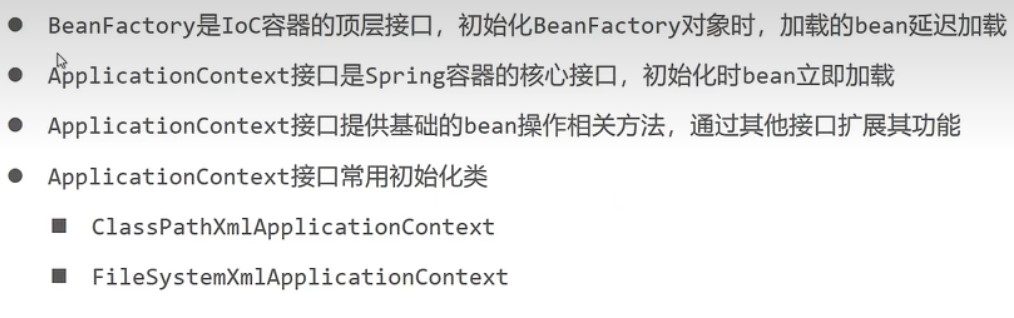 ● BeanFactory是IoC容器的顶层接口，初始化BeanFactory对象时，加载的bean延迟加载
● ApplicationContext接口是Spring容器的核心接口，初始化时bean立即加载
● ApplicationContext接口提供基础的bean操作相关方法，通过其他接口扩展其功能
● ApplicationContext接口常用初始化类
■ ClassPathXmlApplicationContext
■ FileSystemXmlApplicationContext